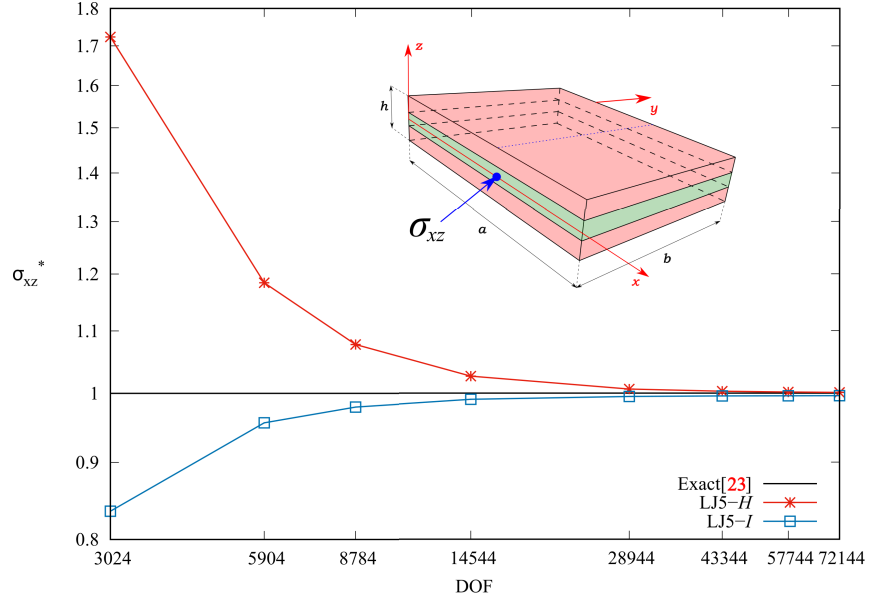 1.8
1.7
1.6
1.5
1.4
1.3
1.2
1.1
1
0.9
0.8
σxz*
z
y
h
σxz
a
b
x
Exact[23]
LJ5−H
LJ5−I
3024 5904 8784 14544 28944 43344 57744 72144
DOF